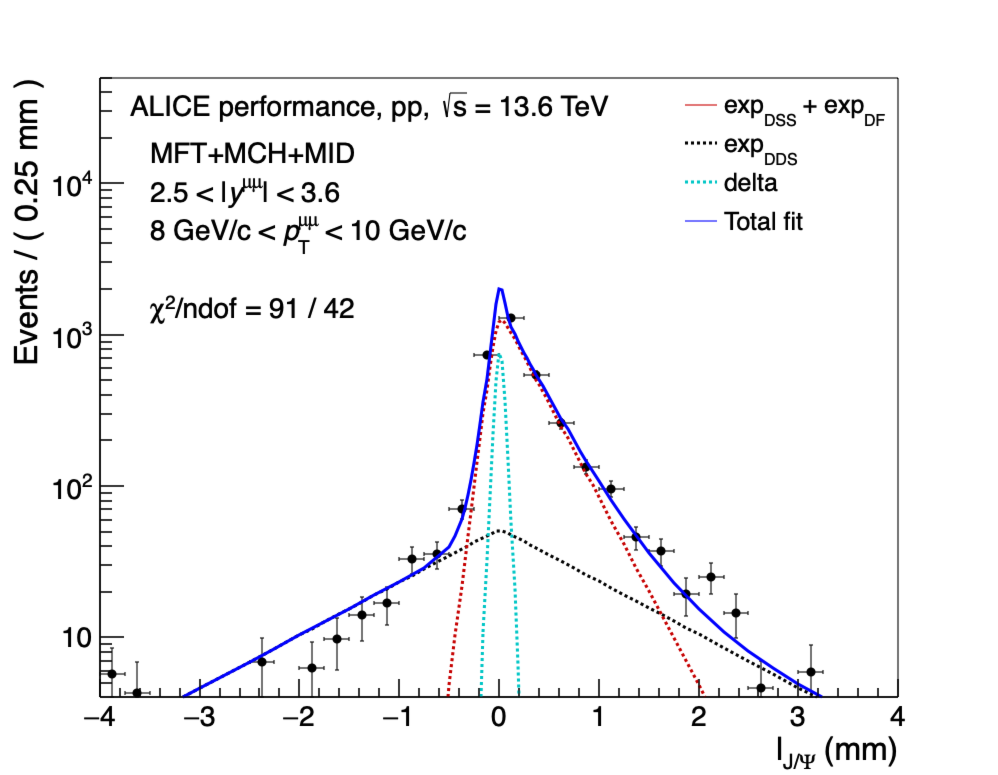 Events / ( 0.25 mm )
ALICE performance, pp, √s = 13.6 TeV
MFT+MCH+MID
2.5 < |y^μμ| < 3.6
8 GeV/c < p_T^μμ < 10 GeV/c
χ²/ndof = 91 / 42
exp_DSS + exp_DF
exp_DDS
delta
Total fit
10⁴
10³
10²
10
−4 −3 −2 −1 0 1 2 3 4
l_J/Ψ (mm)